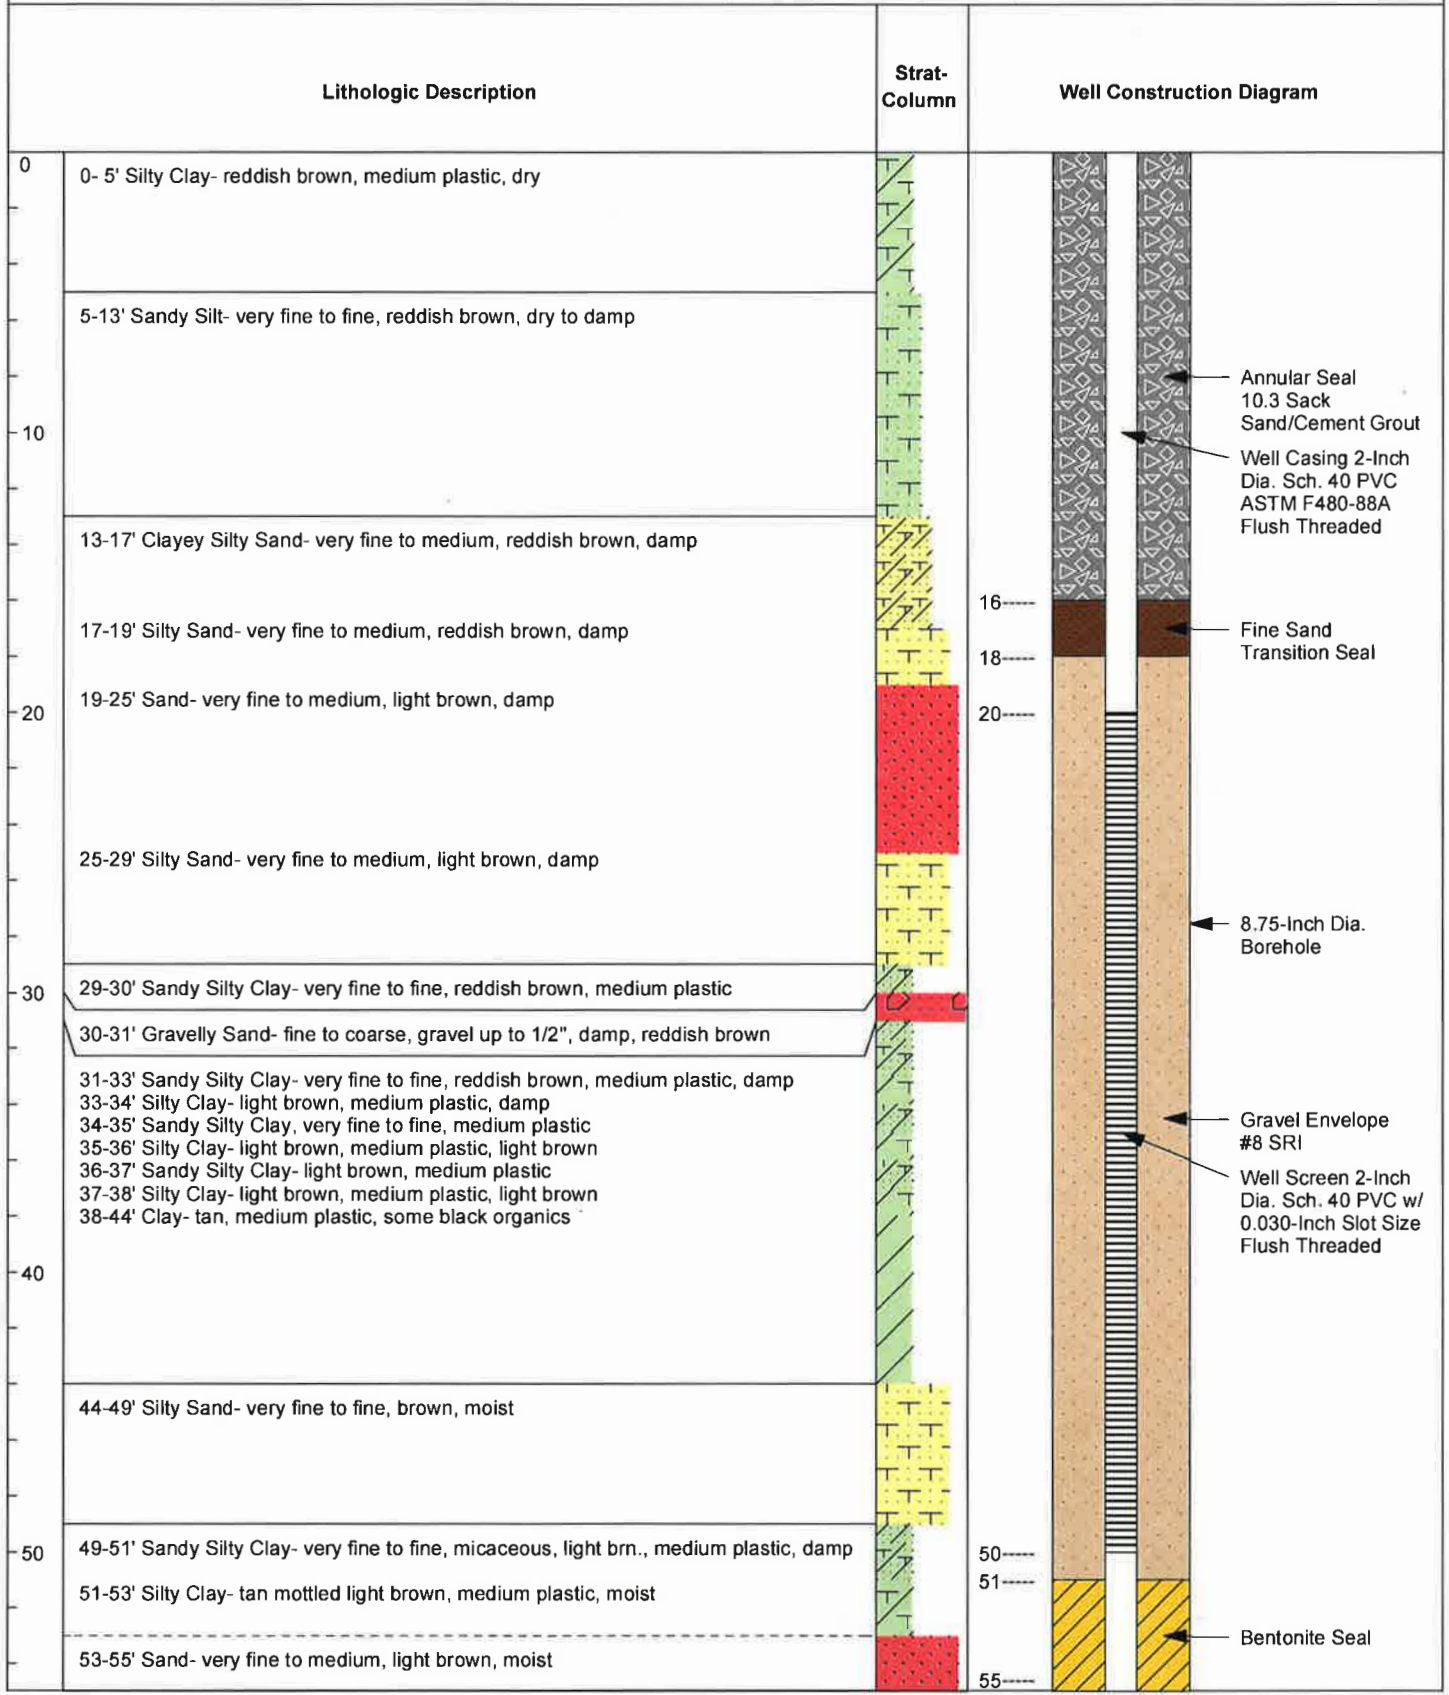 Lithologic Description
Strat-
Column
Well Construction Diagram
0
0- 5' Silty Clay- reddish brown, medium plastic, dry
5-13' Sandy Silt- very fine to fine, reddish brown, dry to damp
10
13-17' Clayey Silty Sand- very fine to medium, reddish brown, damp
17-19' Silty Sand- very fine to medium, reddish brown, damp
19-25' Sand- very fine to medium, light brown, damp
20
25-29' Silty Sand- very fine to medium, light brown, damp
29-30' Sandy Silty Clay- very fine to fine, reddish brown, medium plastic
30
30-31' Gravelly Sand- fine to coarse, gravel up to 1/2", damp, reddish brown
31-33' Sandy Silty Clay- very fine to fine, reddish brown, medium plastic, damp
33-34' Silty Clay- light brown, medium plastic, damp
34-35' Sandy Silty Clay, very fine to fine, medium plastic
35-36' Silty Clay- light brown, medium plastic, light brown
36-37' Sandy Silty Clay- light brown, medium plastic
37-38' Silty Clay- light brown, medium plastic, light brown
38-44' Clay- tan, medium plastic, some black organics
40
44-49' Silty Sand- very fine to fine, brown, moist
49-51' Sandy Silty Clay- very fine to fine, micaceous, light brn., medium plastic, damp
50
51-53' Silty Clay- tan mottled light brown, medium plastic, moist
53-55' Sand- very fine to medium, light brown, moist
Annular Seal
10.3 Sack
Sand/Cement Grout
Well Casing 2-Inch
Dia. Sch. 40 PVC
ASTM F480-88A
Flush Threaded
16-----
Fine Sand
Transition Seal
18-----
20-----
8.75-Inch Dia.
Borehole
Gravel Envelope
#8 SRI
Well Screen 2-Inch
Dia. Sch. 40 PVC w/
0.030-Inch Slot Size
Flush Threaded
50-----
51-----
Bentonite Seal
55-----